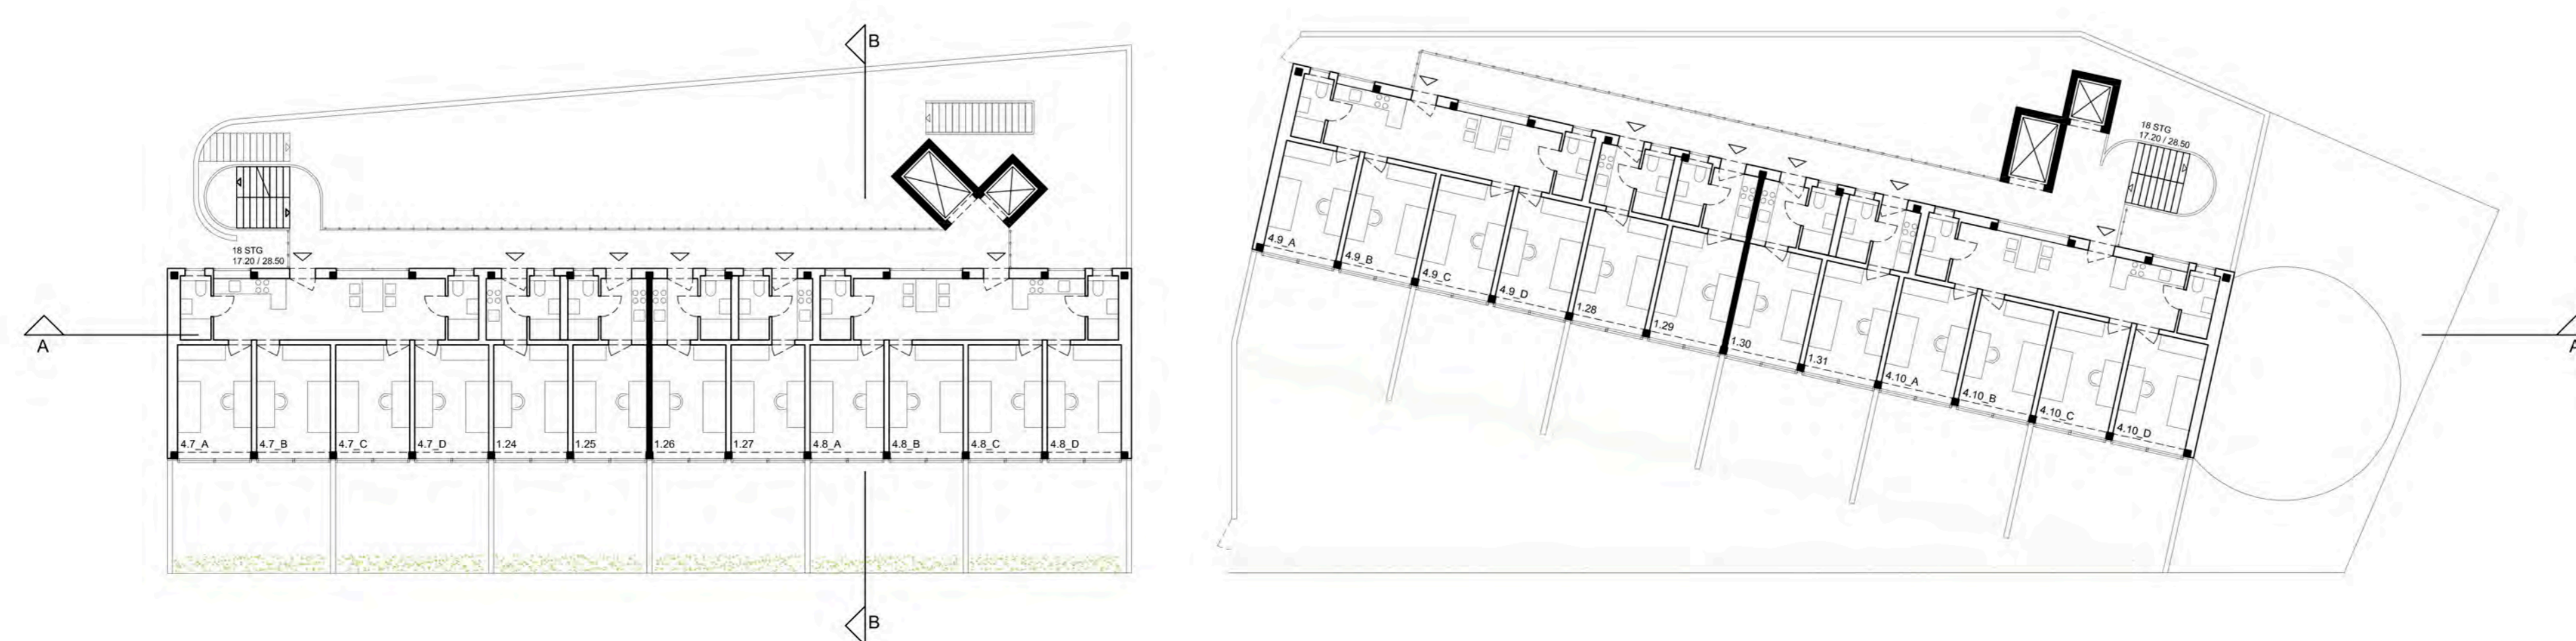 B
18 STG
17.20 / 28.50
A
4.7_A
4.7_B
4.7_C
4.7_D
1.24
1.25
1.26
1.27
4.8_A
4.8_B
4.8_C
4.8_D
B
18 STG
17.20 / 28.50
4.9_A
4.9_B
4.9_C
4.9_D
1.28
1.29
1.30
1.31
4.10_A
4.10_B
4.10_C
4.10_D